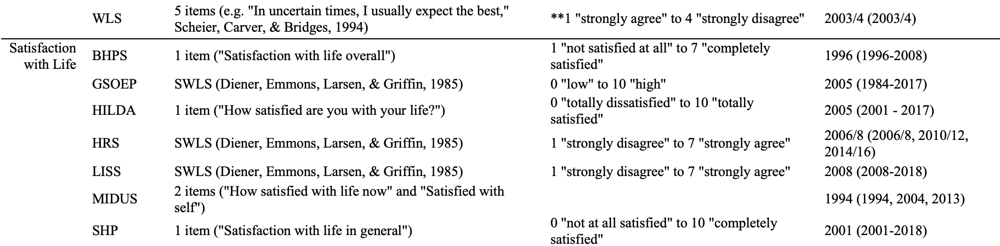 WLS 5 items (e.g. "In uncertain times, I usually expect the best," **1 "strongly agree" to 4 "strongly disagree" 2003/4 (2003/4)
Scheier, Carver, & Bridges, 1994)
Satisfaction with Life BHPS 1 item ("Satisfaction with life overall") 1 "not satisfied at all" to 7 "completely 1996 (1996-2008)
satisfied"
GSOEP SWLS (Diener, Emmons, Larsen, & Griffin, 1985) 0 "low" to 10 "high" 2005 (1984-2017)
HILDA 1 item ("How satisfied are you with your life?") 0 "totally dissatisfied" to 10 "totally 2005 (2001 - 2017)
satisfied"
HRS SWLS (Diener, Emmons, Larsen, & Griffin, 1985) 1 "strongly disagree" to 7 "strongly agree" 2006/8 (2006/8, 2010/12,
2014/16)
LISS SWLS (Diener, Emmons, Larsen, & Griffin, 1985) 1 "strongly disagree" to 7 "strongly agree" 2008 (2008-2018)
MIDUS 2 items ("How satisfied with life now" and "Satisfied with 1994 (1994, 2004, 2013)
self")
SHP 1 item ("Satisfaction with life in general") 0 "not at all satisfied" to 10 "completely 2001 (2001-2018)
satisfied"